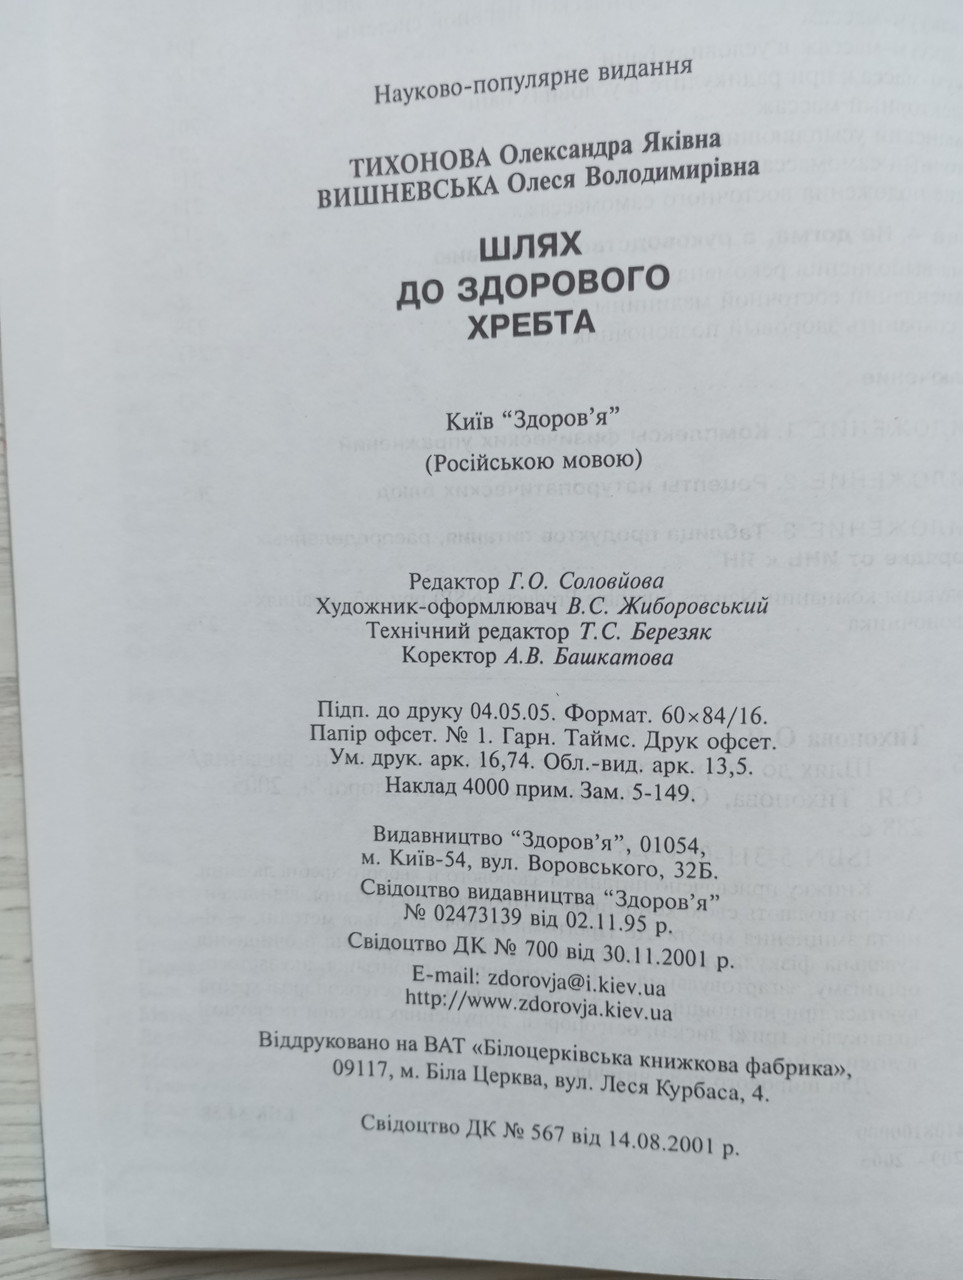 Науково-популярне видання
ТИХОНОВА Олександра Яківна
ВИШНЕВСЬКА Олеся Володимирівна
ШЛЯХ
ДО ЗДОРОВОГО
ХРЕБТА
Київ “Здоров’я”
(Російською мовою)
Редактор Г.О. Соловйова
Художник-оформлювач В.С. Жиборовський
Технічний редактор Т.С. Березяк
Коректор А.В. Башкатова
Підп. до друку 04.05.05. Формат. 60×84/16.
Папір офсет. № 1. Гарн. Таймс. Друк офсет.
Ум. друк. арк. 16,74. Обл.-вид. арк. 13,5.
Наклад 4000 прим. Зам. 5-149.
Видавництво “Здоров’я”, 01054,
м. Київ-54, вул. Воровського, 32Б.
Свідоцтво видавництва “Здоров’я”
№ 02473139 від 02.11.95 р.
Свідоцтво ДК № 700 від 30.11.2001 р.
E-mail: zdorovja@i.kiev.ua
http://www.zdorovja.kiev.ua
Віддруковано на ВАТ «Білоцерківська книжкова фабрика»,
09117, м. Біла Церква, вул. Леся Курбаса, 4.
Свідоцтво ДК № 567 від 14.08.2001 р.